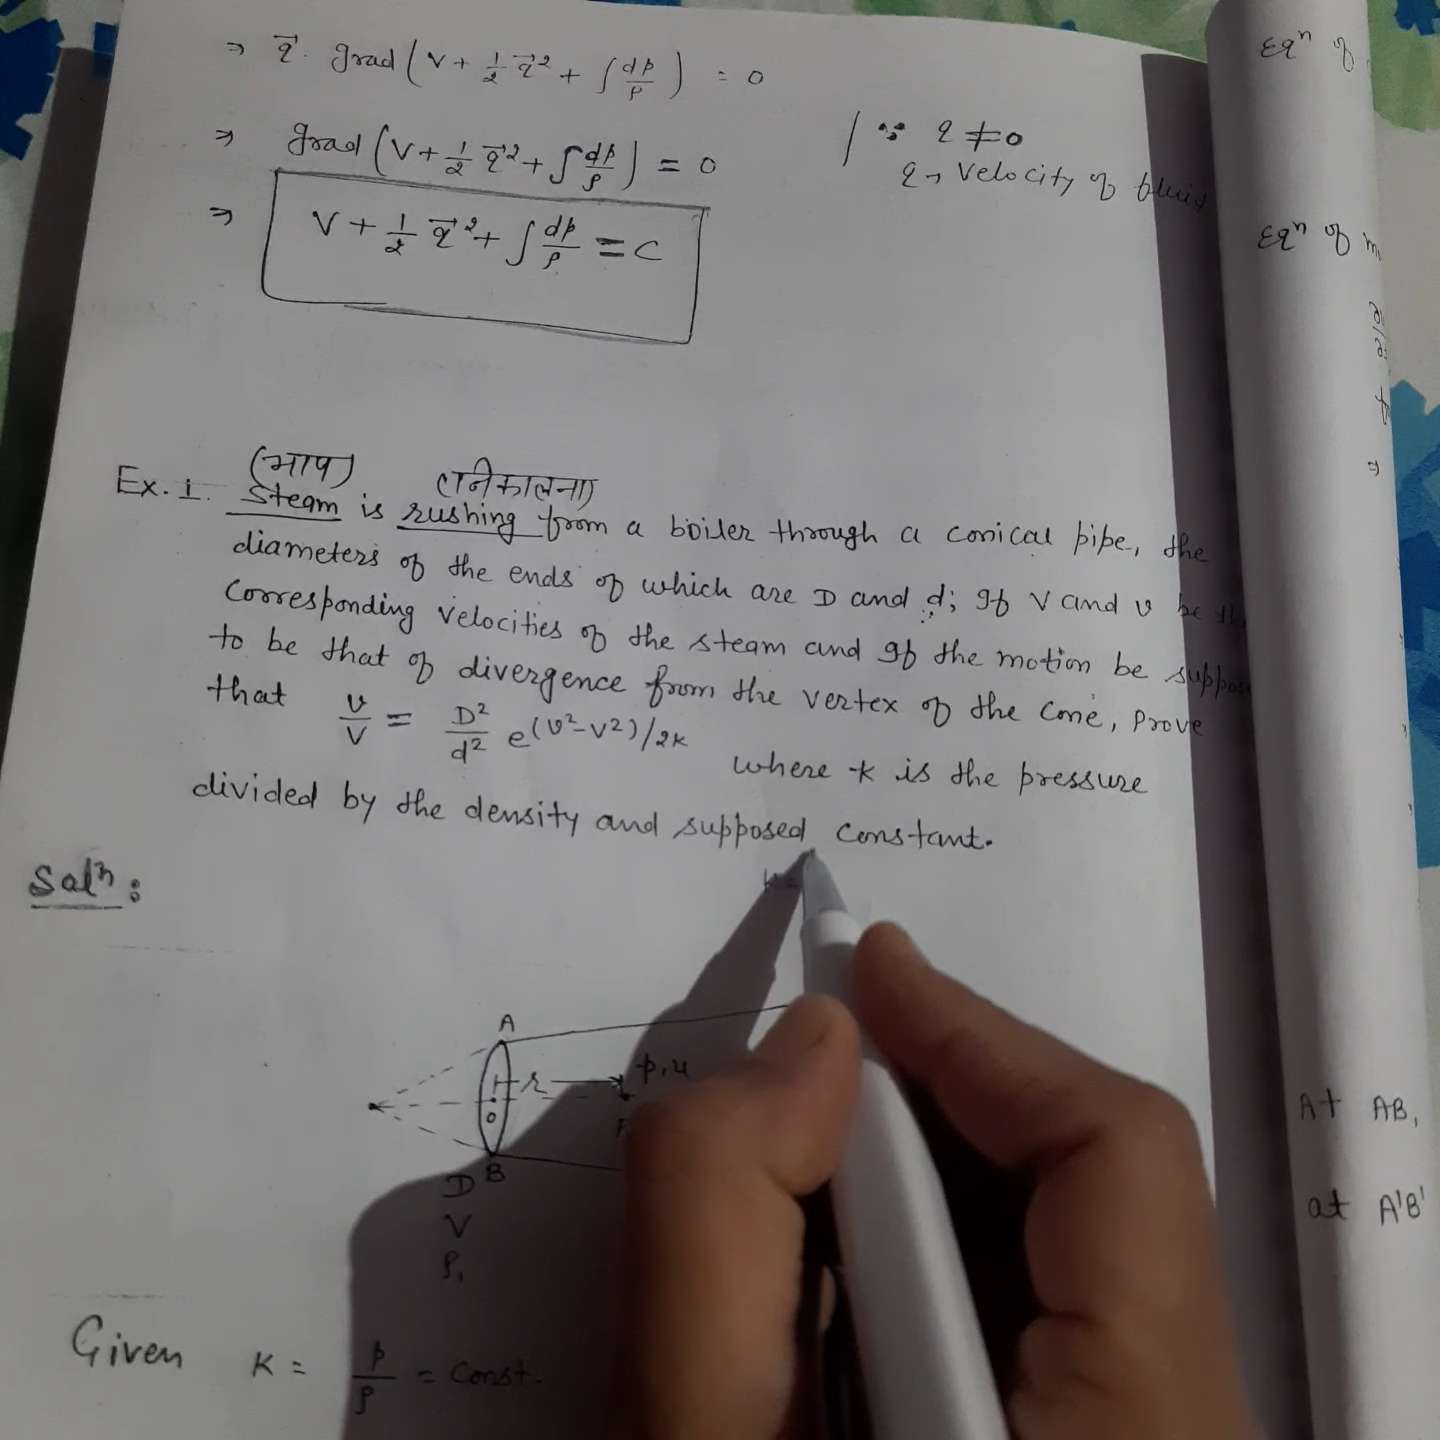 ⇒ q⃗. grad(V + 1/2 q⃗² + ∫dp/ρ) = 0
⇒ grad(V + 1/2 q⃗² + ∫dp/ρ) = 0 / ∵ q ≠ 0
q → velocity of fluid
⇒ V + 1/2 q⃗² + ∫dp/ρ = C
(भाप) (निकालना)
Ex. 1. Steam is rushing from a boiler through a conical pipe, the
diameters of the ends of which are D and d; If V and v be the
corresponding velocities of the steam and If the motion be
to be that of divergence from the vertex of the cone, prove
that v/V = D²/d² e(v²-V²)/2K where K is the pressure
divided by the density and supposed constant.
K =
Solⁿ:
A
r p, u
O
B
D
V
ρ₁
Given K = p/ρ = Const.
Eqⁿ of
Eqⁿ of
⇒
At AB,
at A'B'